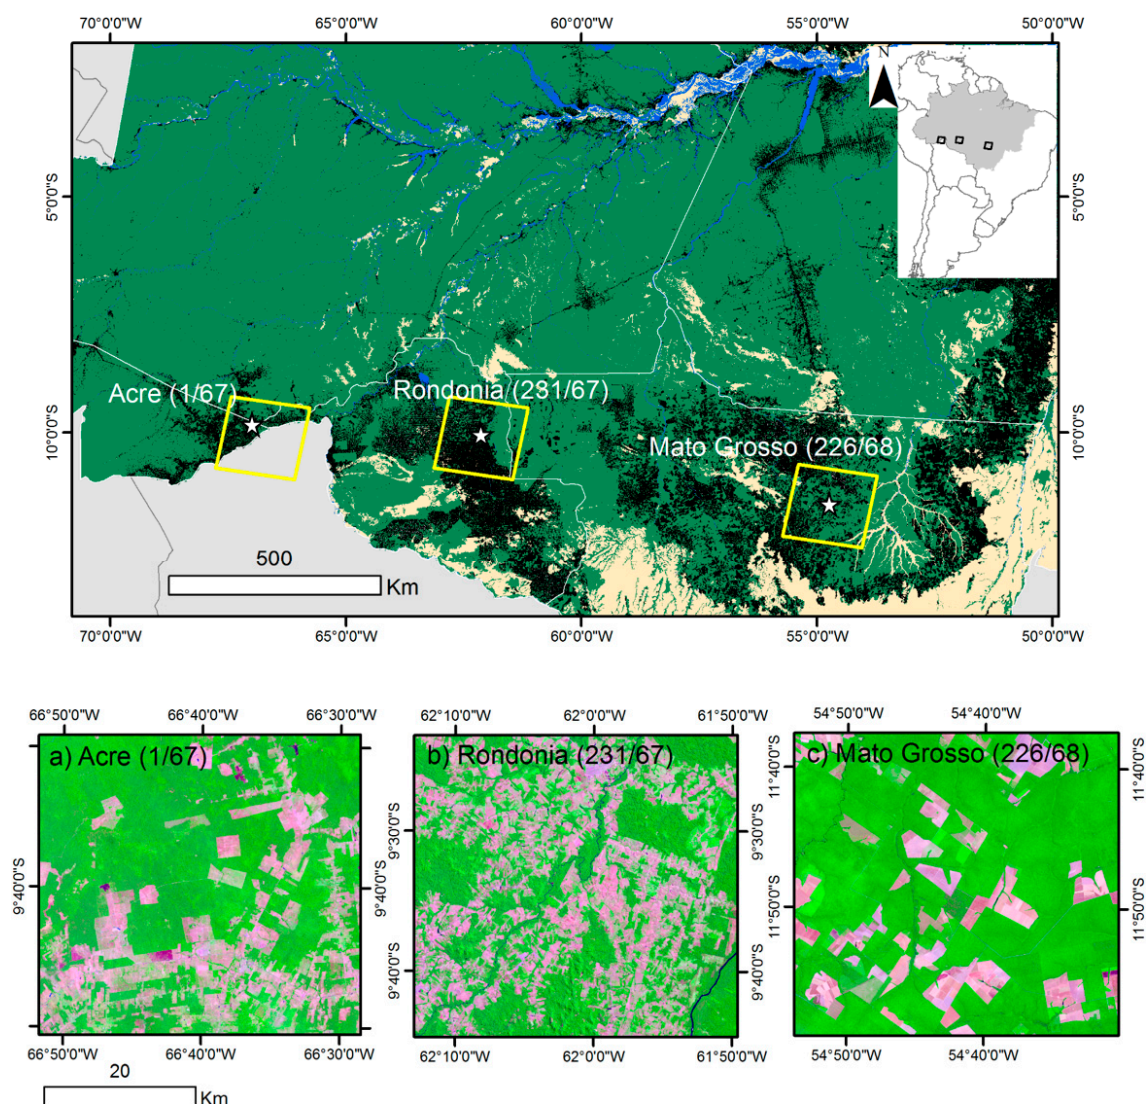 70°0'0"W 65°0'0"W 60°0'0"W 55°0'0"W 50°0'0"W
N
5°0'0"S
5°0'0"S
Acre (1/67)
Rondonia (231/67)
10°0'0"S
10°0'0"S
Mato Grosso (226/68)
500
Km
70°0'0"W 65°0'0"W 60°0'0"W 55°0'0"W 50°0'0"W
66°50'0"W 66°40'0"W 66°30'0"W
a) Acre (1/67)
9°40'0"S
9°40'0"S
66°50'0"W 66°40'0"W 66°30'0"W
20
Km
62°10'0"W 62°0'0"W 61°50'0"W
b) Rondonia (231/67)
9°30'0"S
9°30'0"S
9°40'0"S
9°40'0"S
62°10'0"W 62°0'0"W 61°50'0"W
54°50'0"W 54°40'0"W
c) Mato Grosso (226/68)
11°40'0"S
11°40'0"S
11°50'0"S
11°50'0"S
54°50'0"W 54°40'0"W